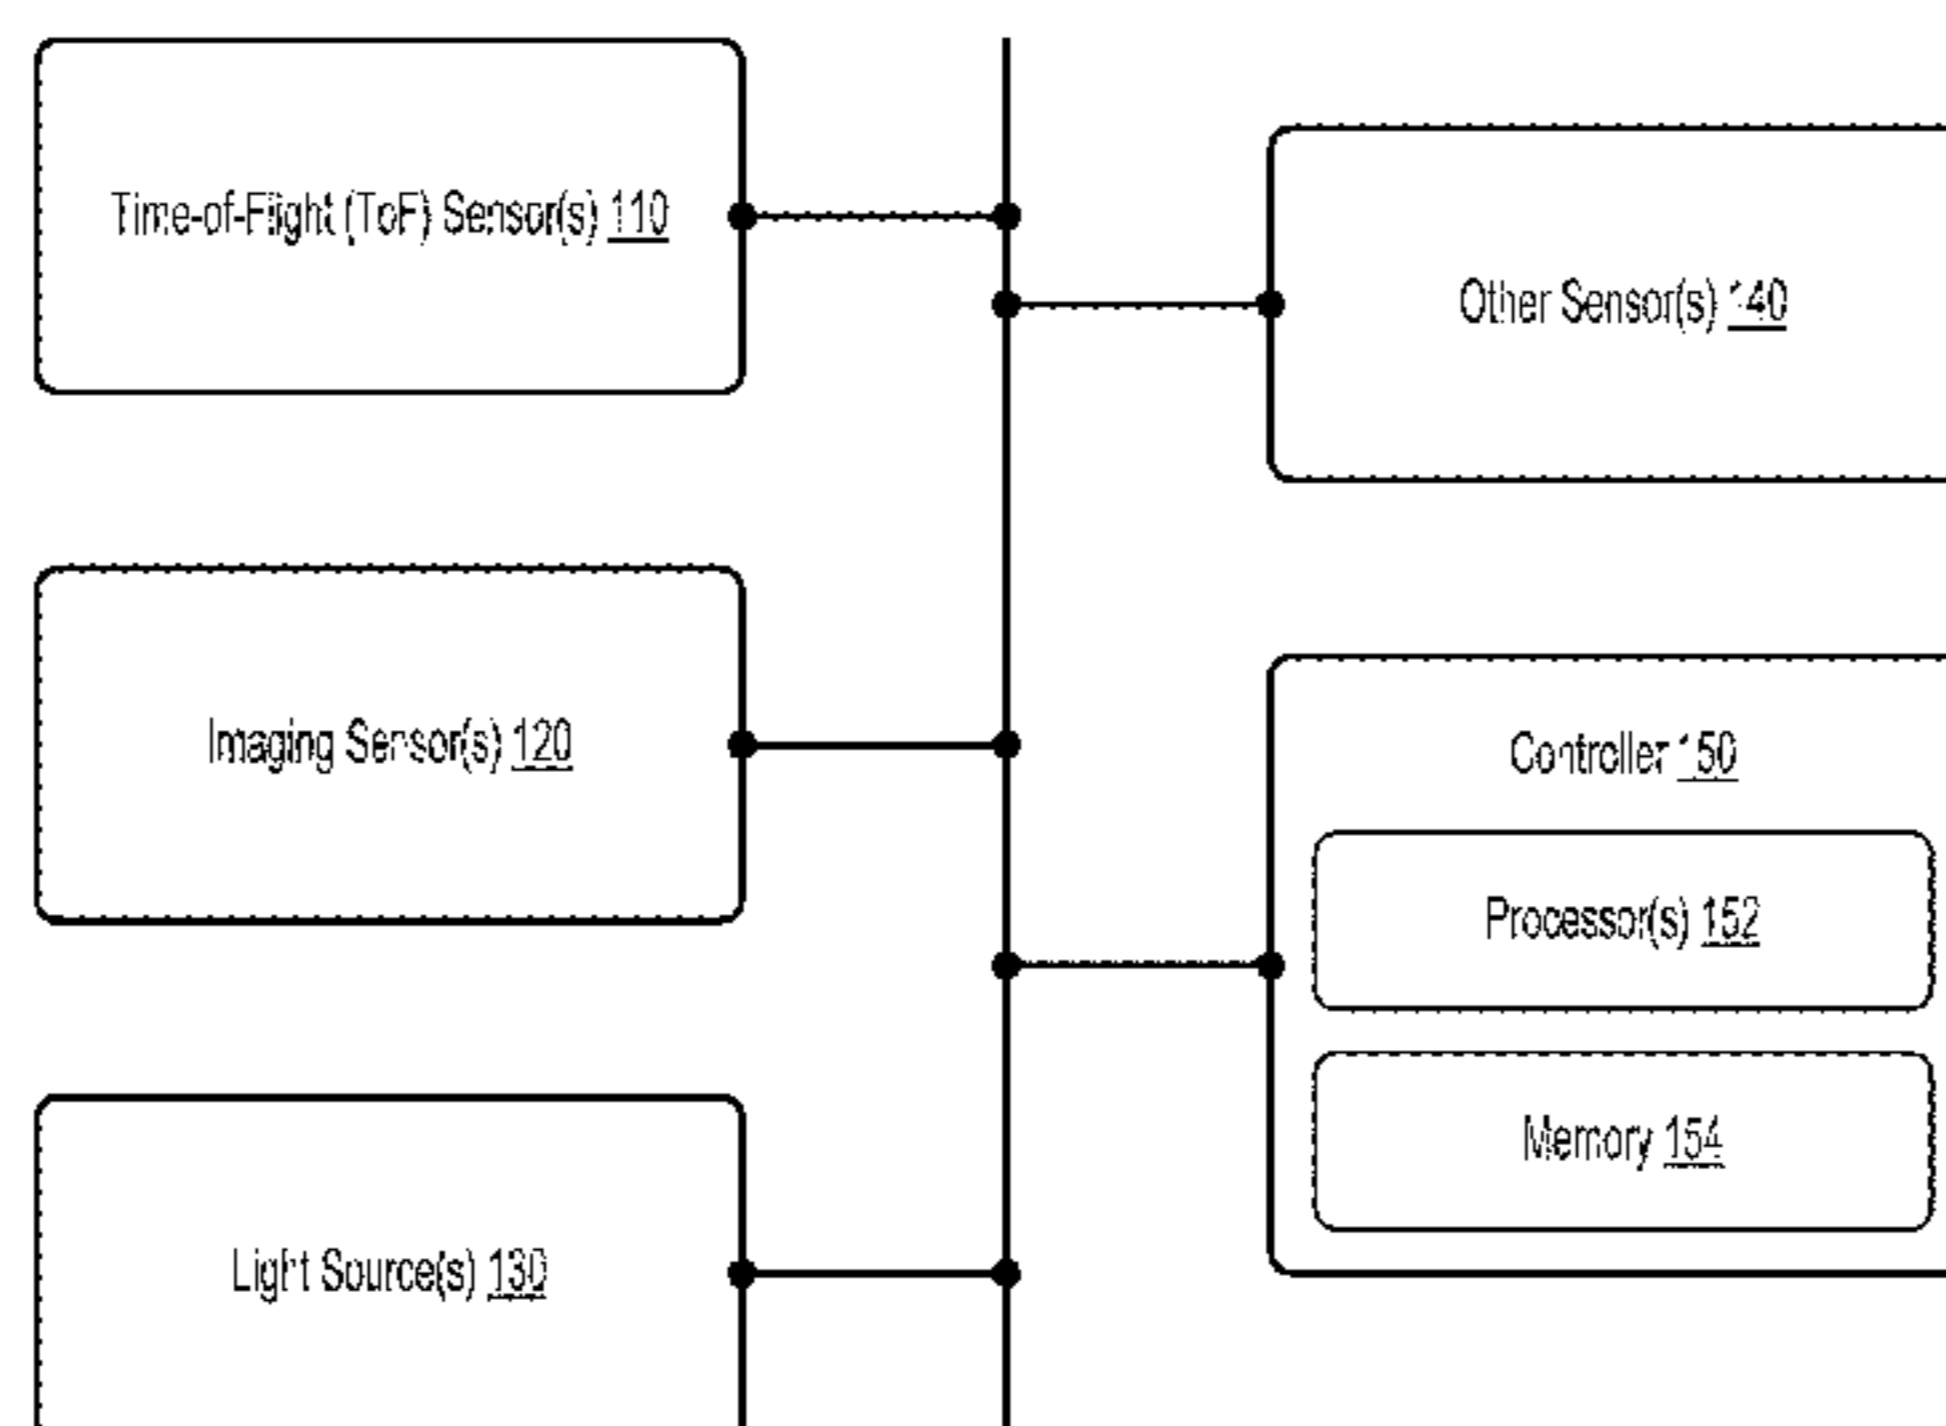 Time-of-Flight (ToF) Sensor(s) 110
Other Sensor(s) 140
Imaging Sensor(s) 120
Controller 150
Processor(s) 152
Memory 154
Light Source(s) 130